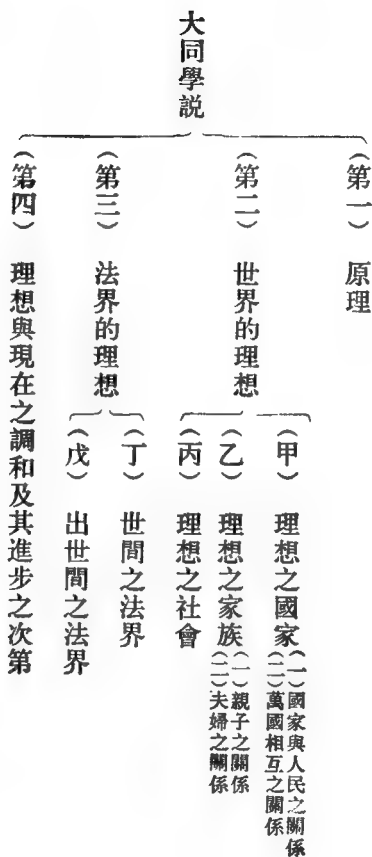 大同學説
（第一）　原理
（第二）　世界的理想
（甲）　理想之國家
（一）國家與人民之關係
（二）萬國相互之關係
（乙）　理想之家族
（一）親子之關係
（二）夫婦之關係
（丙）　理想之社會
（第三）　法界的理想
（丁）　世間之法界
（戊）　出世間之法界
（第四）　理想與現在之調和及其進步之次第